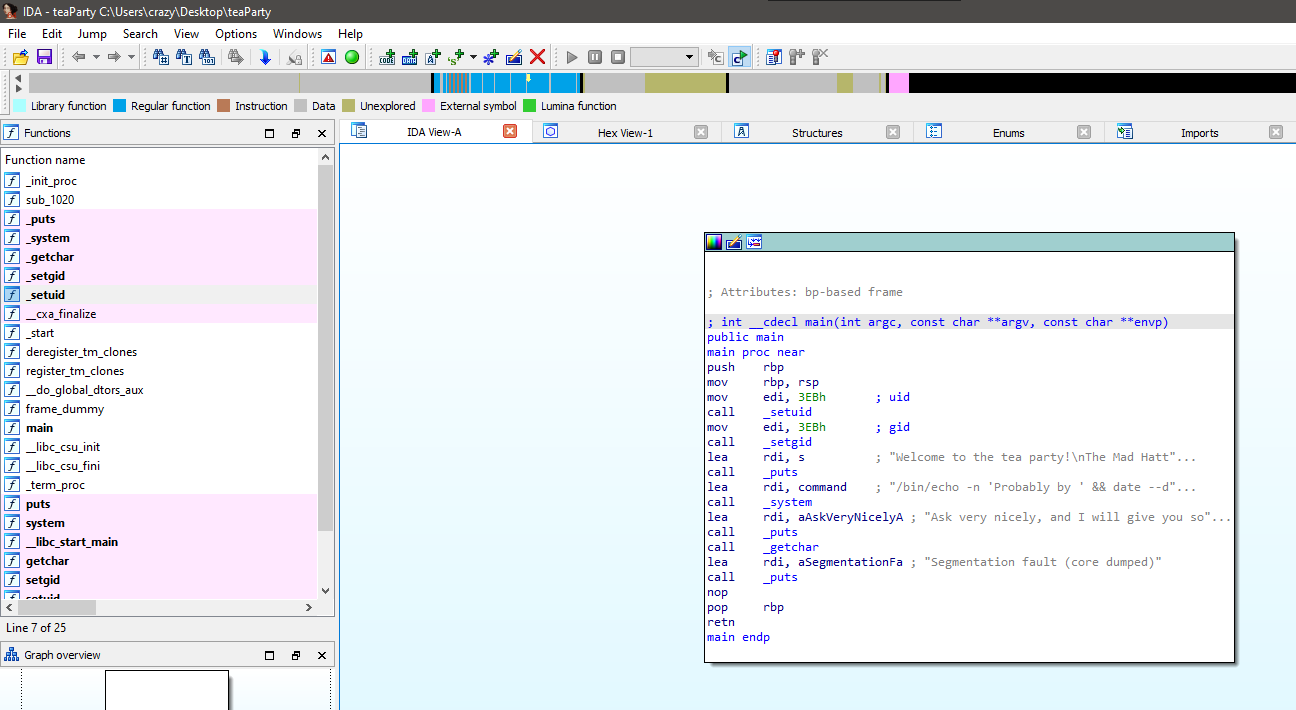 IDA - teaParty C:\Users\crazy\Desktop\teaParty
File Edit Jump Search View Options Windows Help
Library function Regular function Instruction Data Unexplored External symbol Lumina function
Functions
Function name
_init_proc
sub_1020
_puts
_system
_getchar
_setgid
_setuid
__cxa_finalize
_start
deregister_tm_clones
register_tm_clones
__do_global_dtors_aux
frame_dummy
main
__libc_csu_init
__libc_csu_fini
_term_proc
puts
system
__libc_start_main
getchar
setgid
setuid
Line 7 of 25
Graph overview
IDA View-A Hex View-1 Structures Enums Imports
; Attributes: bp-based frame
; int __cdecl main(int argc, const char **argv, const char **envp)
public main
main proc near
push rbp
mov rbp, rsp
mov edi, 3EBh ; uid
call _setuid
mov edi, 3EBh ; gid
call _setgid
lea rdi, s ; "Welcome to the tea party!\nThe Mad Hatt"...
call _puts
lea rdi, command ; "/bin/echo -n 'Probably by ' && date --d"...
call _system
lea rdi, aAskVeryNicelyA ; "Ask very nicely, and I will give you so"...
call _puts
call _getchar
lea rdi, aSegmentationFa ; "Segmentation fault (core dumped)"
call _puts
nop
pop rbp
retn
main endp